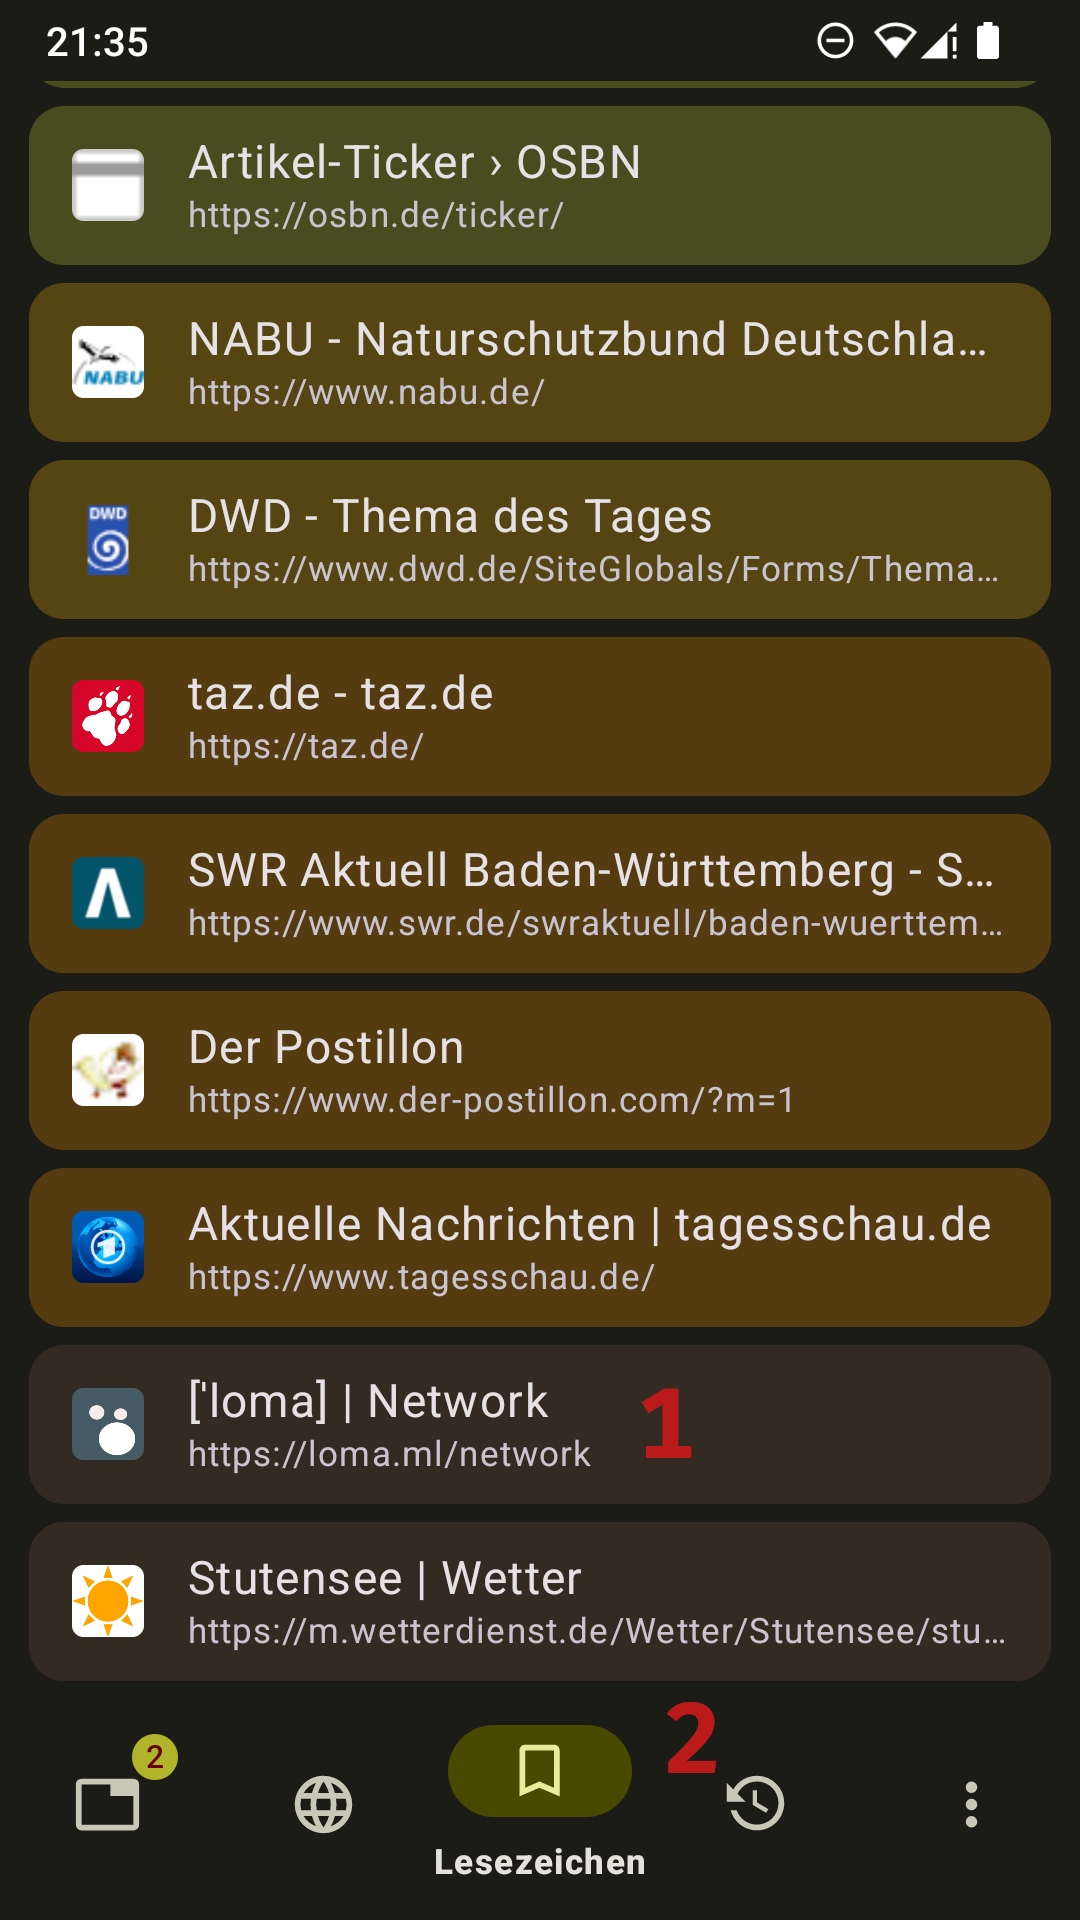 21:35
Artikel-Ticker › OSBN
https://osbn.de/ticker/
NABU - Naturschutzbund Deutschla…
https://www.nabu.de/
NABU
DWD - Thema des Tages
https://www.dwd.de/SiteGlobals/Forms/Thema…
DWD
taz.de - taz.de
https://taz.de/
SWR Aktuell Baden-Württemberg - S…
https://www.swr.de/swraktuell/baden-wuerttem…
Der Postillon
https://www.der-postillon.com/?m=1
Aktuelle Nachrichten | tagesschau.de
https://www.tagesschau.de/
1
['loma] | Network
https://loma.ml/network
1
Stutensee | Wetter
https://m.wetterdienst.de/Wetter/Stutensee/stu…
2
2
Lesezeichen